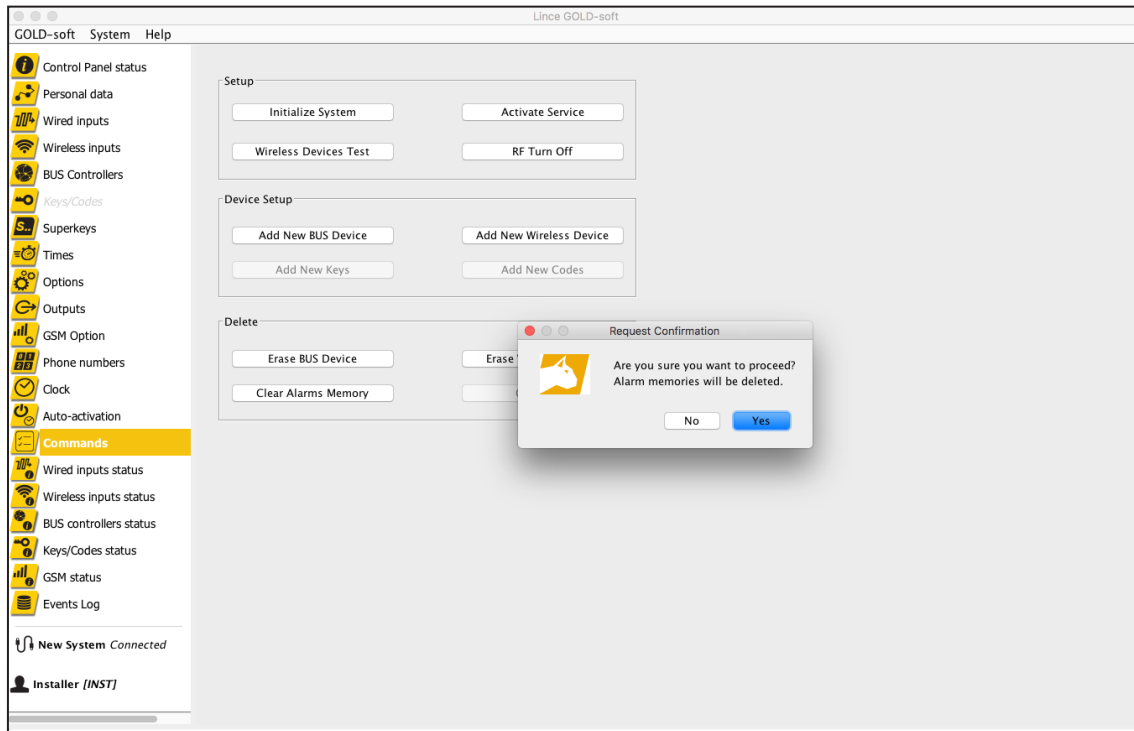 Lince GOLD-soft
GOLD-soft System Help
Control Panel status
Personal data
Wired inputs
Wireless inputs
BUS Controllers
Keys/Codes
Superkeys
Times
Options
Outputs
GSM Option
Phone numbers
Clock
Auto-activation
Commands
Wired inputs status
Wireless inputs status
BUS controllers status
Keys/Codes status
GSM status
Events Log
New System Connected
Installer [INST]
Setup
Initialize System Activate Service
Wireless Devices Test RF Turn Off
Device Setup
Add New BUS Device Add New Wireless Device
Add New Keys Add New Codes
Delete
Erase BUS Device Erase
Clear Alarms Memory
Request Confirmation
Are you sure you want to proceed?
Alarm memories will be deleted.
No Yes